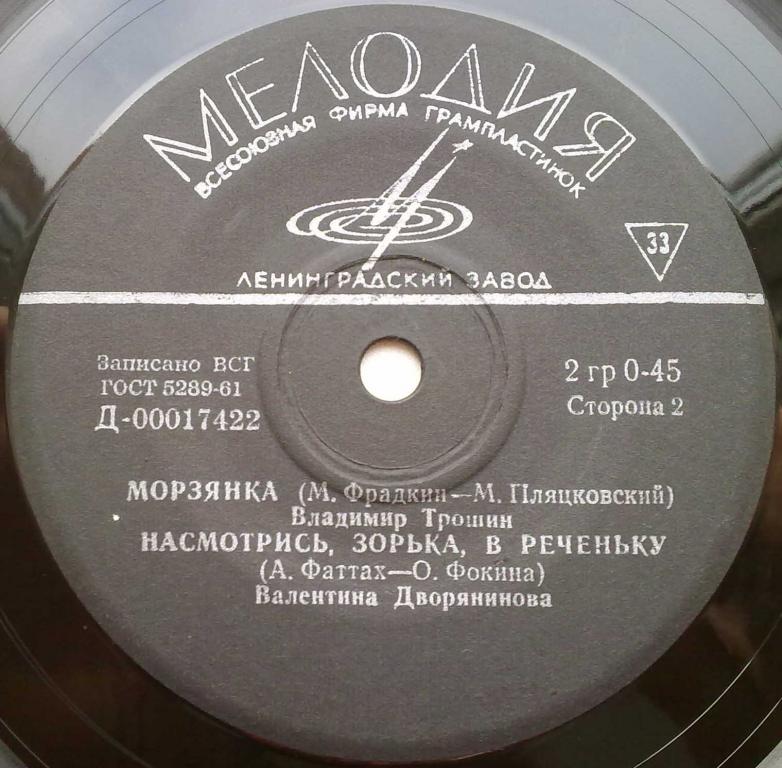 МЕЛОДИЯ
ВСЕСОЮЗНАЯ ФИРМА ГРАМПЛАСТИНОК
33
ЛЕНИНГРАДСКИЙ ЗАВОД
Записано ВСГ
ГОСТ 5289-61
Д-00017422
2 гр 0-45
Сторона 2
МОРЗЯНКА (М. Фрадкин—М. Пляцковский)
Владимир Трошин
НАСМОТРИСЬ, ЗОРЬКА, В РЕЧЕНЬКУ
(А. Фаттах—О. Фокина)
Валентина Дворянинова